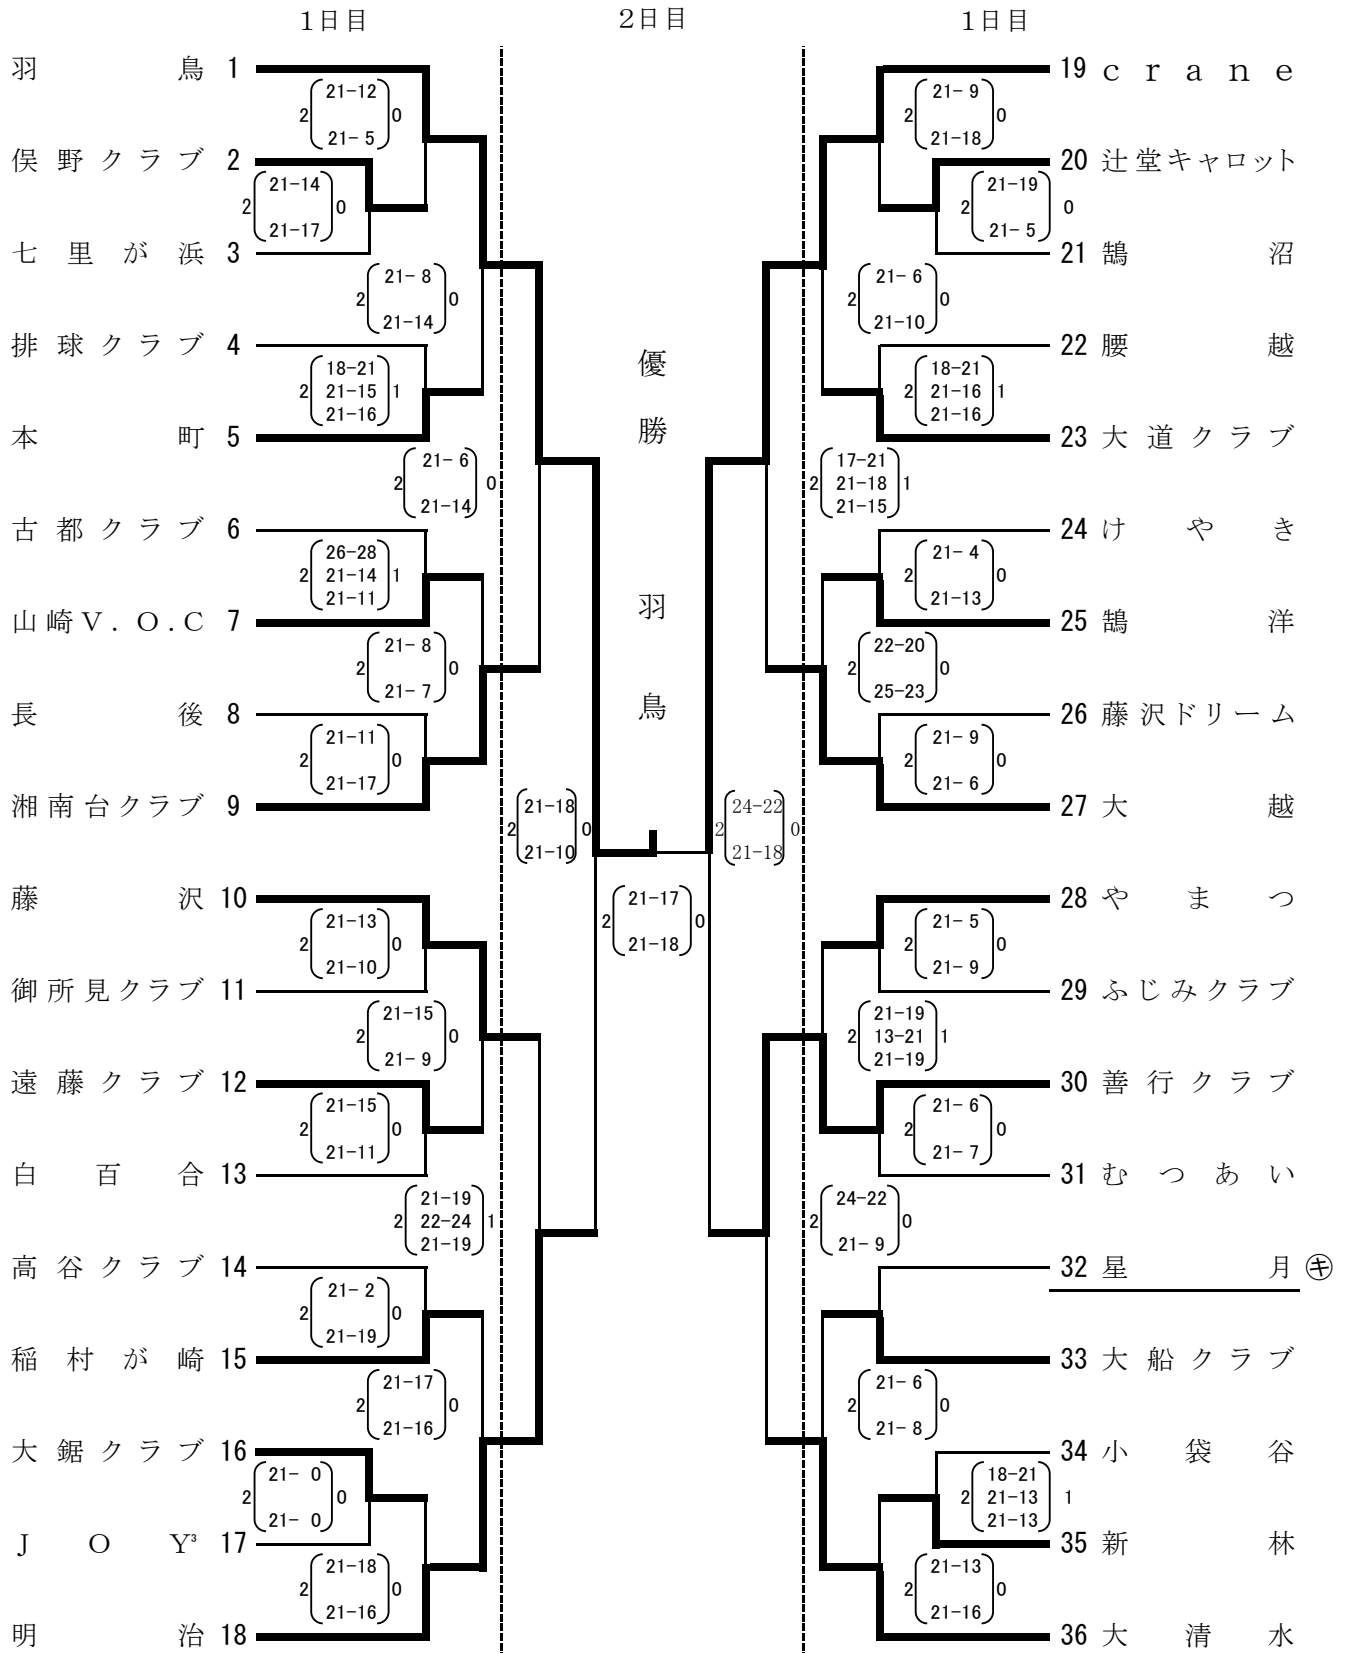 1日目 2日目 1日目
羽鳥 1
2 21-12 0
21- 5
俣野クラブ 2
2 21-14 0
21-17
七里が浜 3
2 21- 8 0
21-14
排球クラブ 4
18-21
2 21-15 1
21-16
本町 5
2 21- 6 0
21-14
古都クラブ 6
26-28
2 21-14 1
21-11
山崎V.O.C 7
2 21- 8 0
21- 7
長後 8
2 21-11 0
21-17
湘南台クラブ 9
2 21-18 0
21-10
藤沢 10
2 21-13 0
21-10
御所見クラブ 11
2 21-15 0
21- 9
遠藤クラブ 12
2 21-15 0
21-11
白百合 13
21-19
2 22-24 1
21-19
高谷クラブ 14
2 21- 2 0
21-19
稲村が崎 15
2 21-17 0
21-16
大鋸クラブ 16
2 21- 0 0
21- 0
JOY³ 17
2 21-18 0
21-16
明治 18
優勝 羽鳥
2 21-17 0
21-18
19 crane
2 21- 9 0
21-18
20 辻堂キャロット
2 21-19 0
21- 5
21 鵠沼
2 21- 6 0
21-10
22 腰越
18-21
2 21-16 1
21-16
23 大道クラブ
17-21
2 21-18 1
21-15
24 けやき
2 21- 4 0
21-13
25 鵠洋
2 22-20 0
25-23
26 藤沢ドリーム
2 21- 9 0
21- 6
27 大越
2 24-22 0
21-18
28 やまつ
2 21- 5 0
21- 9
29 ふじみクラブ
21-19
2 13-21 1
21-19
30 善行クラブ
2 21- 6 0
21- 7
31 むつあい
2 24-22 0
21- 9
32 星月 ㋖
33 大船クラブ
2 21- 6 0
21- 8
34 小袋谷
18-21
2 21-13 1
21-13
35 新林
2 21-13 0
21-16
36 大清水